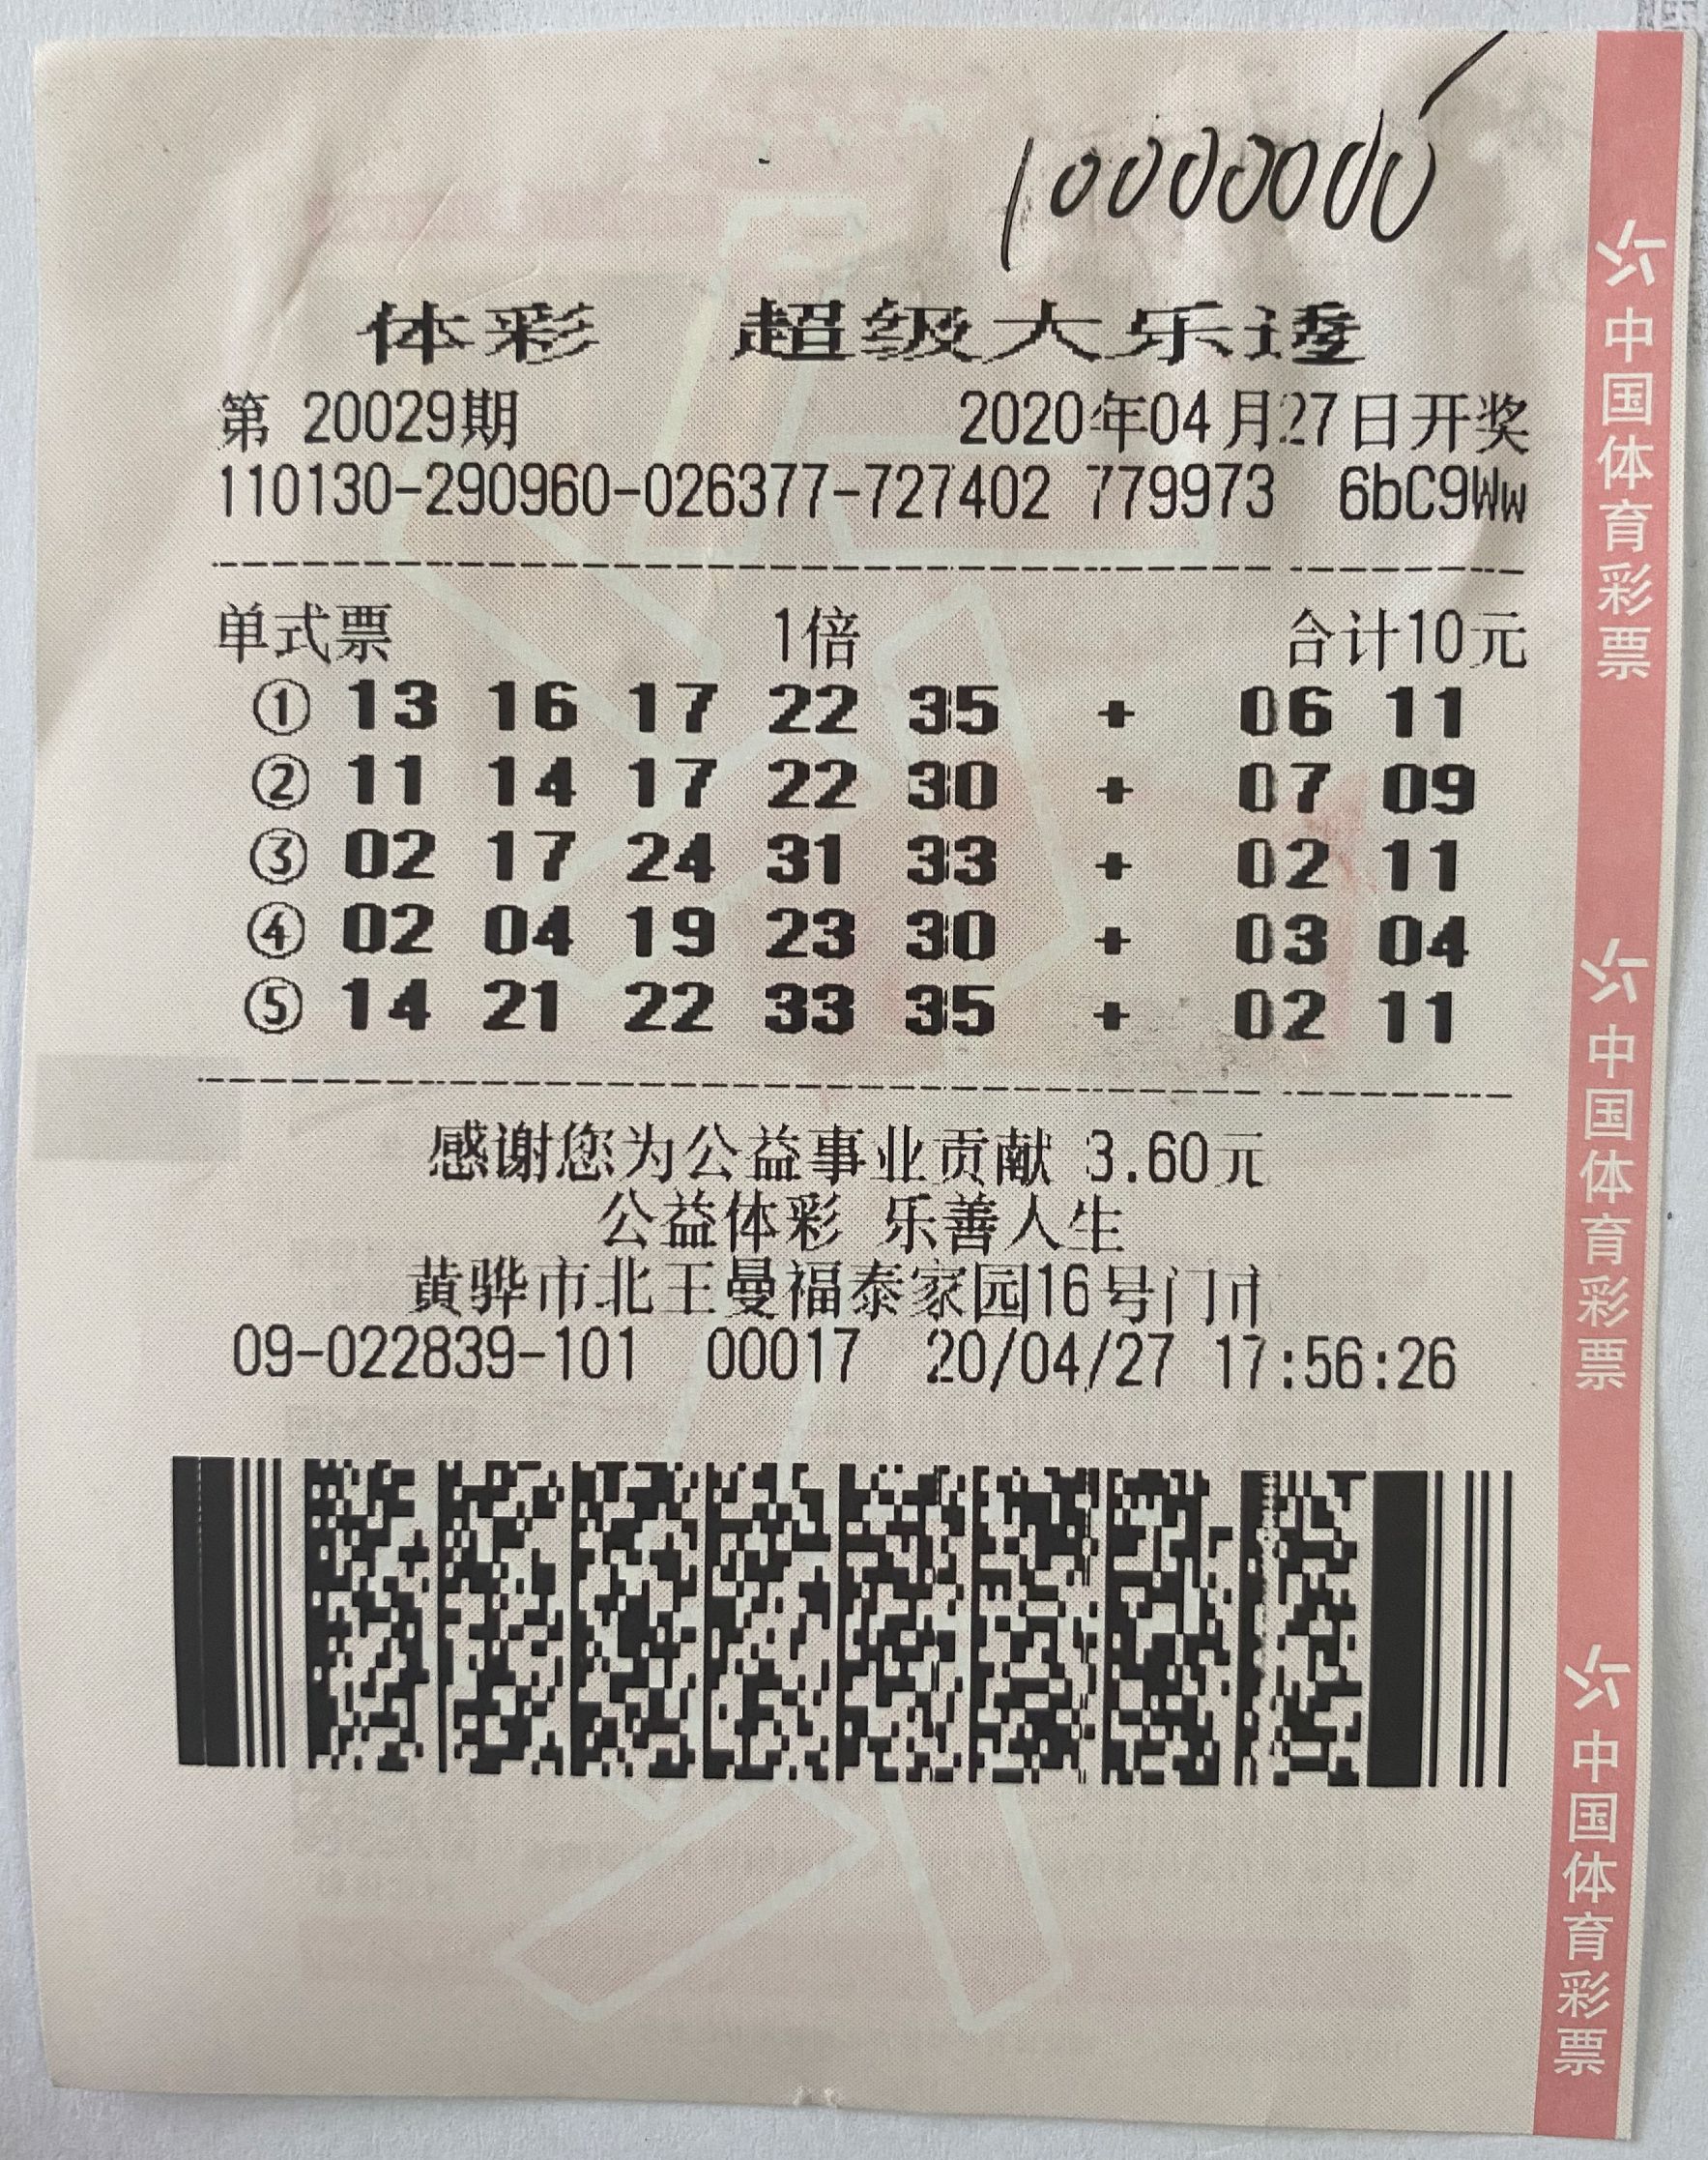 10000000
体彩 超级大乐透
第 20029期 2020年04月27日开奖
110130-290960-026377-727402 779973 6bC9Ww
单式票 1倍 合计10元
① 13 16 17 22 35 + 06 11
② 11 14 17 22 30 + 07 09
③ 02 17 24 31 33 + 02 11
④ 02 04 19 23 30 + 03 04
⑤ 14 21 22 33 35 + 02 11
感谢您为公益事业贡献 3.60元
公益体彩 乐善人生
黄骅市北王曼福泰家园16号门市
09-022839-101 00017 20/04/27 17:56:26
中国体育彩票
中国体育彩票
中国体育彩票